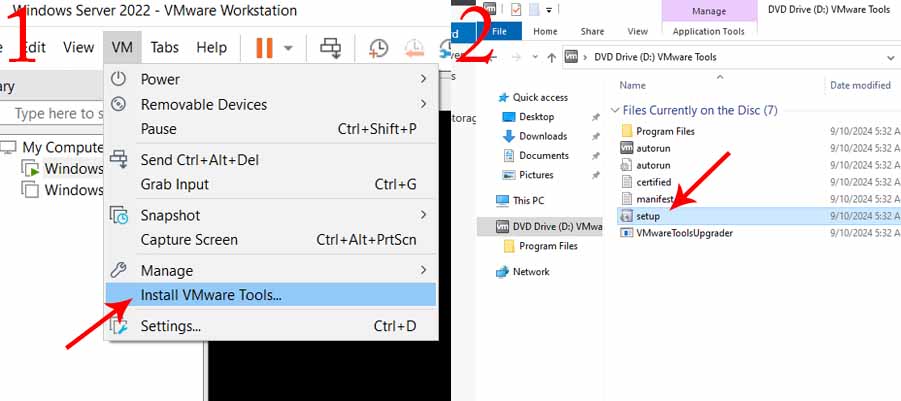 1
Windows Server 2022 - VMware Workstation
Edit View VM Tabs Help
Type here to s
My Compute
Windows
Windows
Power
Removable Devices
Pause Ctrl+Shift+P
Send Ctrl+Alt+Del
Grab Input Ctrl+G
Snapshot
Capture Screen Ctrl+Alt+PrtScn
Manage
Install VMware Tools...
Settings... Ctrl+D
2
Manage DVD Drive (D:) VMware Tools
File Home Share View Application Tools
vm DVD Drive (D:) VMware Tools
Name Date modified
Quick access
Desktop
Downloads
Documents
Pictures
This PC
DVD Drive (D:) VMwa
Program Files
Network
Files Currently on the Disc (7)
Program Files 9/10/2024 5:32 A
autorun 9/10/2024 5:32 A
autorun 9/10/2024 5:32 A
certified 9/10/2024 5:32 A
manifest 9/10/2024 5:32 A
setup 9/10/2024 5:32 A
VMwareToolsUpgrader 9/10/2024 5:32 A